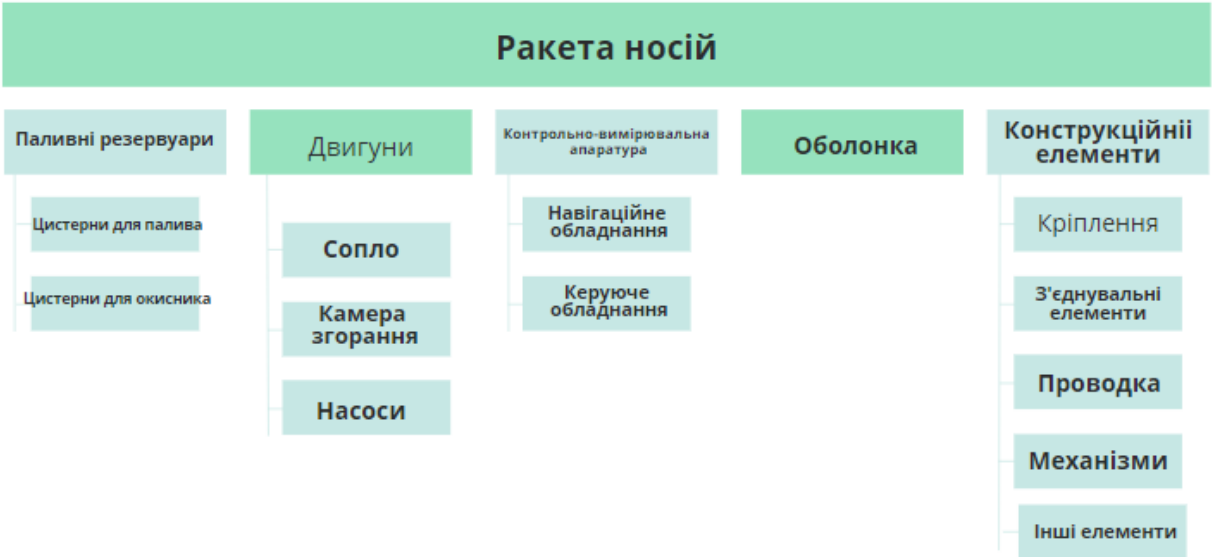 Ракета носій
Паливні резервуари
Цистерни для палива
Цистерни для окисника
Двигуни
Сопло
Камера
згорання
Насоси
Контрольно-вимірювальна
апаратура
Навігаційне
обладнання
Керуюче
обладнання
Оболонка
Конструкційніі
елементи
Кріплення
З'єднувальні
елементи
Проводка
Механізми
Інші елементи